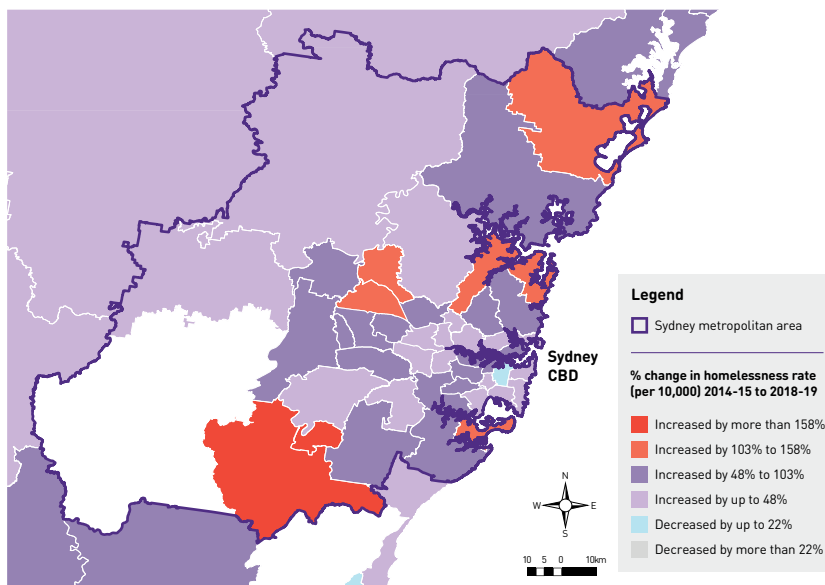 Sydney
CBD
Legend
Sydney metropolitan area
% change in homelessness rate
(per 10,000) 2014-15 to 2018-19
Increased by more than 158%
Increased by 103% to 158%
Increased by 48% to 103%
Increased by up to 48%
Decreased by up to 22%
Decreased by more than 22%
N
W E
S
10 5 0 10km